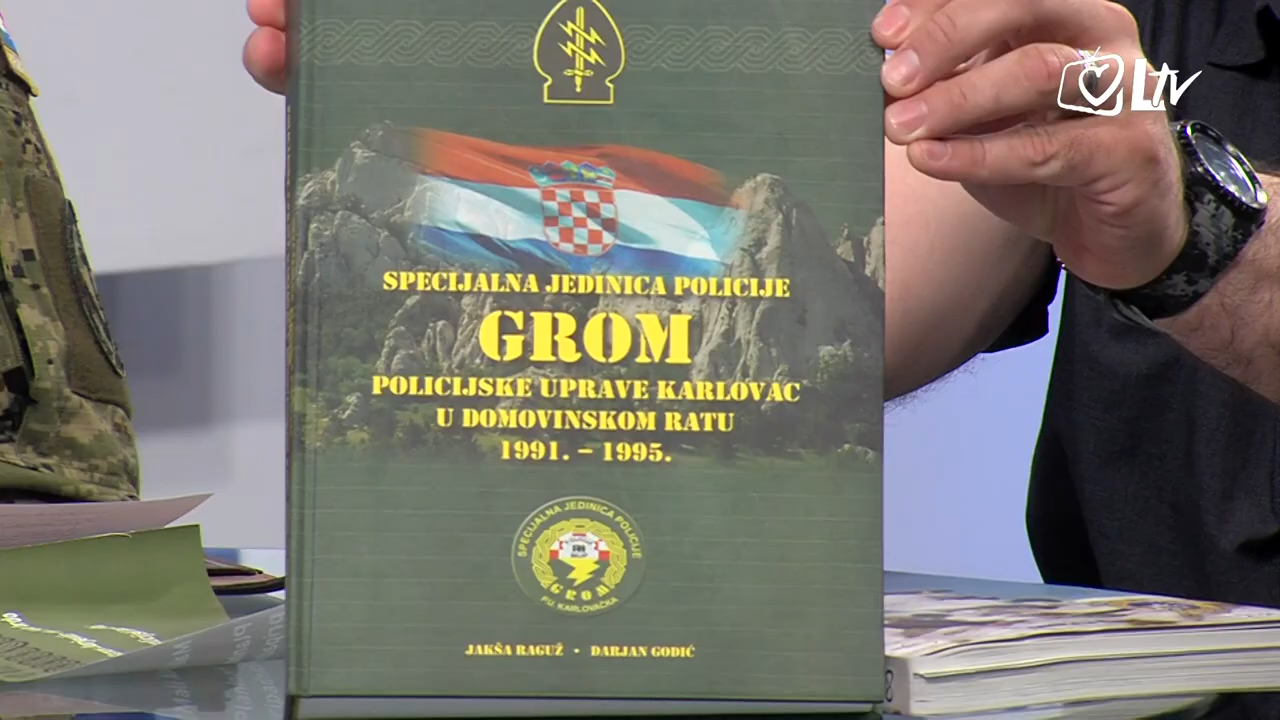 LTV
SPECIJALNA JEDINICA POLICIJE
GROM
POLICIJSKE UPRAVE KARLOVAC
U DOMOVINSKOM RATU
1991. – 1995.
SPECIJALNA JEDINICA POLICIJE
GROM
P.U. KARLOVAČKA
JAKŠA RAGUŽ • DARJAN GODIĆ